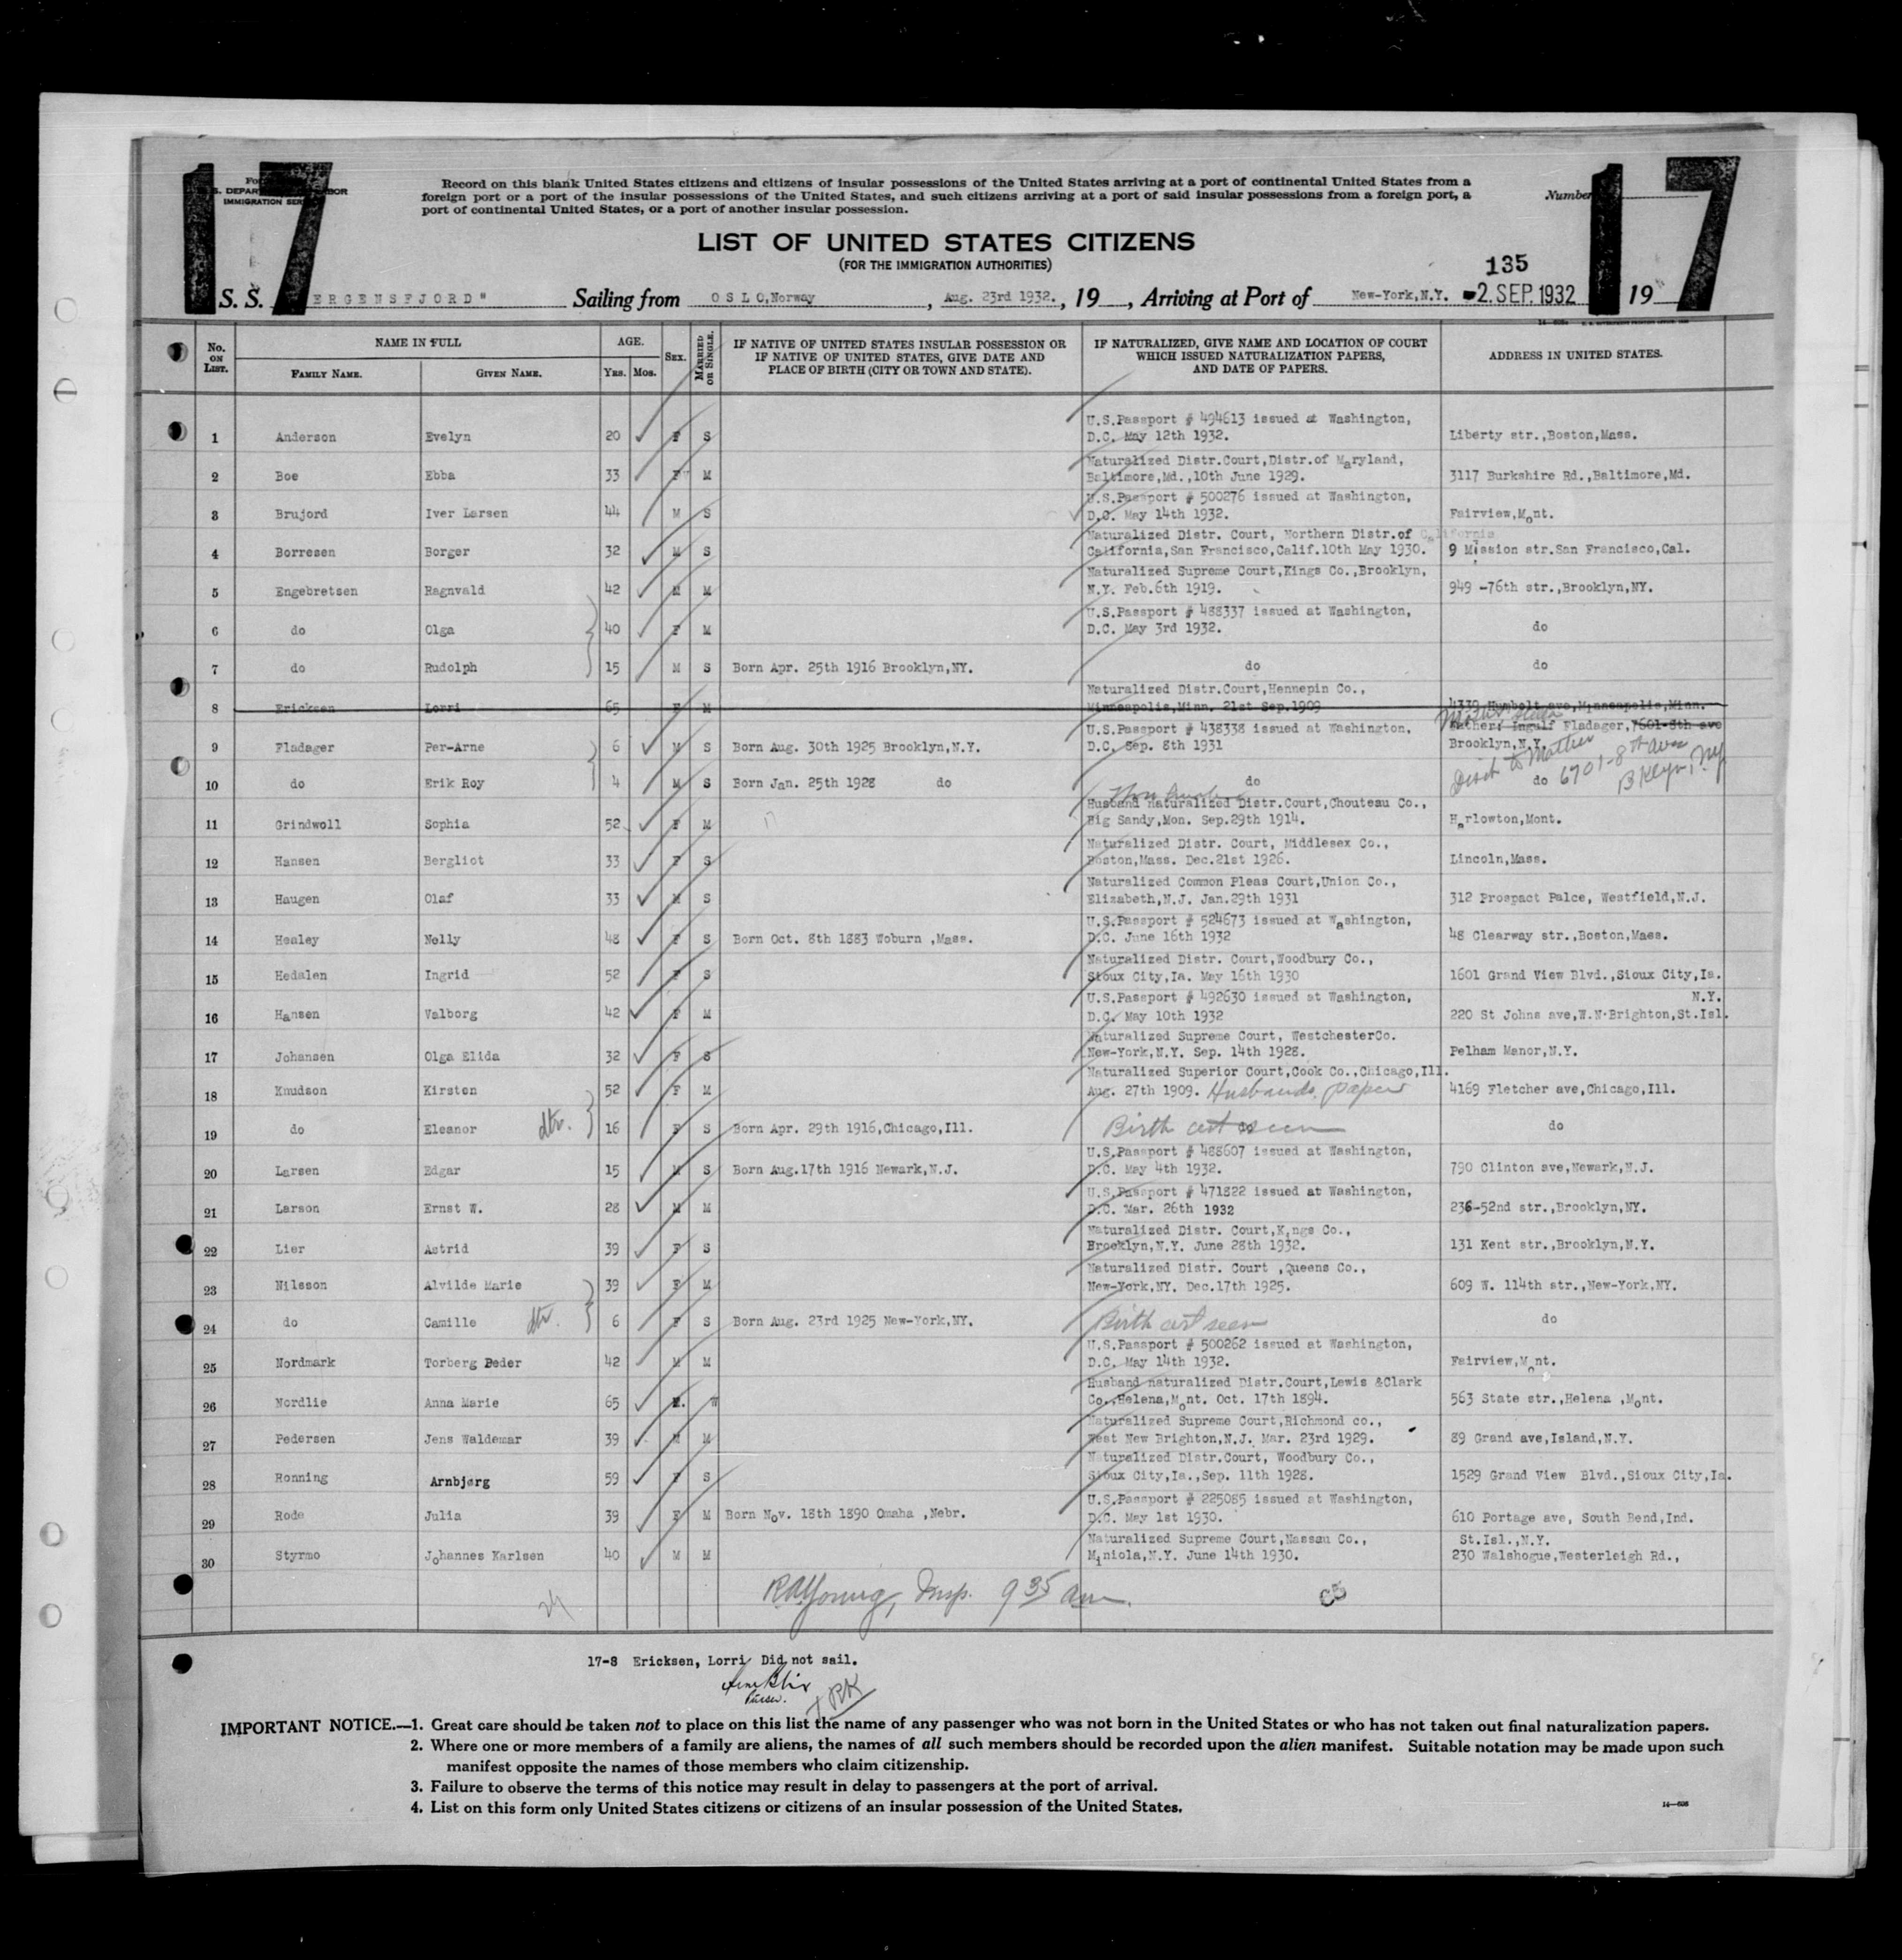 17
17
Record on this blank United States citizens and citizens of insular possessions of the United States arriving at a port of continental United States from a
foreign port or a port of the insular possessions of the United States, and such citizens arriving at a port of said insular possessions from a foreign port, a
port of continental United States, or a port of another insular possession.
IMMIGRATION
Number
LIST OF UNITED STATES CITIZENS
(FOR THE IMMIGRATION AUTHORITIES)
135
S. S. ERGENSFJORD" Sailing from OSLO,Norway, Aug. 23rd 1932., 19, Arriving at Port of New-York,N.Y. -2.SEP.1932 19
No. ON LIST. NAME IN FULL AGE. SEX. MARRIED OR SINGLE. IF NATIVE OF UNITED STATES INSULAR POSSESSION OR IF NATIVE OF UNITED STATES, GIVE DATE AND PLACE OF BIRTH (CITY OR TOWN AND STATE). IF NATURALIZED, GIVE NAME AND LOCATION OF COURT WHICH ISSUED NATURALIZATION PAPERS, AND DATE OF PAPERS. ADDRESS IN UNITED STATES.
FAMILY NAME. GIVEN NAME. YRS. MOS.
U.S.Passport # 494613 issued at Washington,
1 Anderson Evelyn 20 F S D.C. May 12th 1932. Liberty str.,Boston,Mass.
Naturalized Distr.Court,Distr.of Maryland,
2 Boe Ebba 33 F M Baltimore,Md.,10th June 1929. 3117 Burkshire Rd.,Baltimore,Md.
U.S.Passport # 500276 issued at Washington,
3 Brujord Iver Larsen 44 M S D.C. May 14th 1932. Fairview,Mont.
Naturalized Distr. Court, Northern Distr.of California
4 Borresen Borger 32 M S California,San Francisco,Calif.10th May 1930. 9 Mission str.San Francisco,Cal.
Naturalized Supreme Court,Kings Co.,Brooklyn,
5 Engebretsen Ragnvald 42 M M N.Y. Feb.6th 1919. 949 -76th str.,Brooklyn,NY.
U.S.Passport # 488337 issued at Washington,
6 do Olga 40 F M D.C. May 3rd 1932. do
7 do Rudolph 15 M S Born Apr. 25th 1916 Brooklyn,NY. do do
Naturalized Distr.Court,Hennepin Co.,
8 Ericksen Lorri 65 F M Minneapolis,Minn. 21st Sep.1909 4339 Humbolt ave,Minneapolis,Minn.
U.S.Passport # 438338 issued at Washington, Father: Ingulf Fladager,7601-8th ave
9 Fladager Per-Arne 6 M S Born Aug. 30th 1925 Brooklyn,N.Y. D.C. Sep. 8th 1931 Brooklyn,N.Y.
to Mother 6701-8th Ave
10 do Erik Roy 4 M S Born Jan. 25th 1928 do do do BKlyn, NY
Husband naturalized Distr.Court,Chouteau Co.,
11 Grindwoll Sophia 52 F M Big Sandy,Mon. Sep.29th 1914. Harlowton,Mont.
Naturalized Distr. Court, Middlesex Co.,
12 Hansen Bergliot 33 F S Boston,Mass. Dec.21st 1926. Lincoln,Mass.
Naturalized Common Pleas Court,Union Co.,
13 Haugen Olaf 33 M S Elizabeth,N.J. Jan.29th 1931 312 Prospect Palce, Westfield,N.J.
U.S.Passport # 524673 issued at Washington,
14 Healey Nelly 48 F S Born Oct. 8th 1883 Woburn ,Mass. D.C. June 16th 1932 48 Clearway str.,Boston,Mass.
Naturalized Distr. Court,Woodbury Co.,
15 Hedalen Ingrid 52 F S Sioux City,Ia. May 16th 1930 1601 Grand View Blvd.,Sioux City,Ia.
U.S.Passport # 492630 issued at Washington, N.Y.
16 Hansen Valborg 42 F M D.C. May 10th 1932 220 St Johns ave,W.N.Brighton,St.Isl.
Naturalized Supreme Court, WestchesterCo.
17 Johansen Olga Elida 32 F S New-York,N.Y. Sep. 14th 1928. Pelham Manor,N.Y.
Naturalized Superior Court,Cook Co.,Chicago,Ill.
18 Knudson Kirsten 52 F M Aug. 27th 1909. Husbands paper 4169 Fletcher ave,Chicago,Ill.
19 do Eleanor dtr. 16 F S Born Apr. 29th 1916,Chicago,Ill. Birth cert seen do
U.S.Passport # 488607 issued at Washington,
20 Larsen Edgar 15 M S Born Aug.17th 1916 Newark,N.J. D.C. May 4th 1932. 790 Clinton ave,Newark,N.J.
U.S.Passport # 471822 issued at Washington,
21 Larson Ernst W. 28 M M D.C. Mar. 26th 1932 236-52nd str.,Brooklyn,NY.
Naturalized Distr. Court,Kings Co.,
22 Lier Astrid 39 F S Brooklyn,N.Y. June 28th 1932. 131 Kent str.,Brooklyn,N.Y.
Naturalized Distr. Court ,Queens Co.,
23 Nilsson Alvilde Marie 39 F M New-York,NY. Dec.17th 1925. 609 W. 114th str.,New-York,NY.
24 do Camille dtr. 6 F S Born Aug. 23rd 1925 New-York,NY. Birth cert seen do
U.S.Passport # 500262 issued at Washington,
25 Nordmark Torberg Peder 42 M M D.C. May 14th 1932. Fairview,Mont.
Husband naturalized Distr.Court,Lewis &Clark
26 Nordlie Anna Marie 65 W Co.,Helena,Mont. Oct. 17th 1894. 563 State str.,Helena ,Mont.
Naturalized Supreme Court,Richmond co.,
27 Pedersen Jens Waldemar 39 M M West New Brighton,N.J. Mar. 23rd 1929. 89 Grand ave,Island,N.Y.
Naturalized Distr.Court, Woodbury Co.,
28 Ronning Arnbjørg 59 F S Sioux City,Ia.,Sep. 11th 1928. 1529 Grand View Blvd.,Sioux City,Ia.
U.S.Passport # 225085 issued at Washington,
29 Rode Julia 39 F M Born Nov. 18th 1890 Omaha ,Nebr. D.C. May 1st 1930. 610 Portage ave, South Bend,Ind.
Naturalized Supreme Court,Nassau Co., St.Isl.,N.Y.
30 Styrmo Johannes Karlsen 40 M M Miniola,N.Y. June 14th 1930. 230 Walshogue,Westerleigh Rd.,
RAYoung, Insp. 9 35 am.
17-8 Ericksen, Lorri Did not sail.
Purser.
IMPORTANT NOTICE.—1. Great care should be taken not to place on this list the name of any passenger who was not born in the United States or who has not taken out final naturalization papers.
2. Where one or more members of a family are aliens, the names of all such members should be recorded upon the alien manifest. Suitable notation may be made upon such
manifest opposite the names of those members who claim citizenship.
3. Failure to observe the terms of this notice may result in delay to passengers at the port of arrival.
4. List on this form only United States citizens or citizens of an insular possession of the United States.
14—606